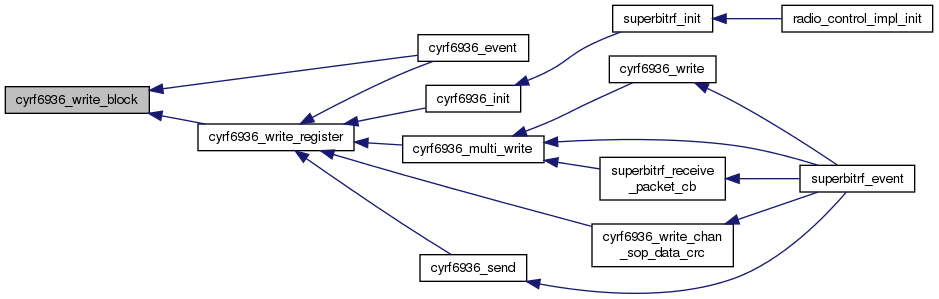 superbitrf_init
radio_control_impl_init
cyrf6936_event
cyrf6936_write
cyrf6936_write_block
cyrf6936_init
cyrf6936_write_register
cyrf6936_multi_write
superbitrf_receive
_packet_cb
superbitrf_event
cyrf6936_write_chan
_sop_data_crc
cyrf6936_send